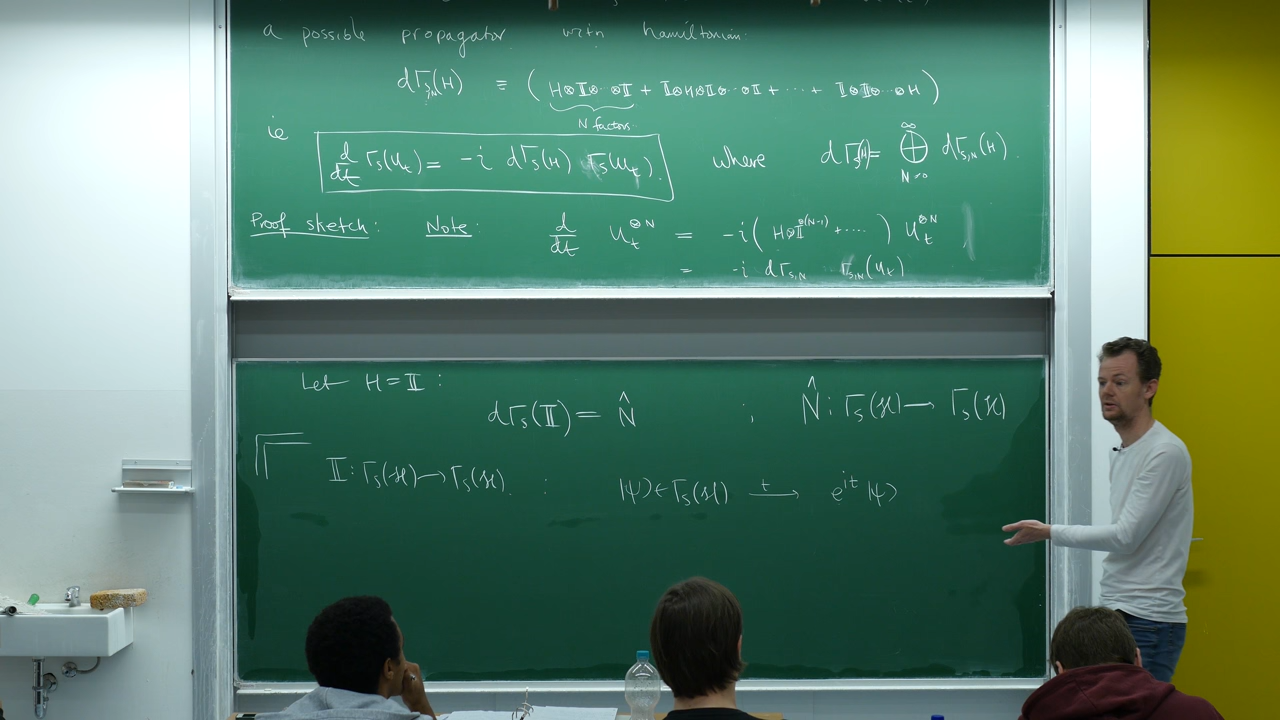 a possible propagator with hamiltonian:
dΓ_{S,N}(H) ≡ ( H⊗𝕀⊗···⊗𝕀 + 𝕀⊗H⊗𝕀⊗···⊗𝕀 + ··· + 𝕀⊗𝕀⊗···⊗H )
N factors
ie d/dt Γ_S(U_t) = -i dΓ_S(H) Γ_S(U_t). where dΓ_S(H) = ⊕_{N=0}^{∞} dΓ_{S,N}(H).
Proof sketch: Note: d/dt U_t^{⊗N} = -i( H⊗𝕀^{⊗(N-1)} + ···· ) U_t^{⊗N}
= -i dΓ_{S,N} Γ_{S,N}(U_t)
Let H = 𝕀 :
dΓ_S(𝕀) = N̂ ; N̂ : Γ_S(ℋ) → Γ_S(ℋ)
𝕀 : Γ_S(ℋ) → Γ_S(ℋ). : |ψ⟩ ∈ Γ_S(ℋ) →^{t} e^{it} |ψ⟩